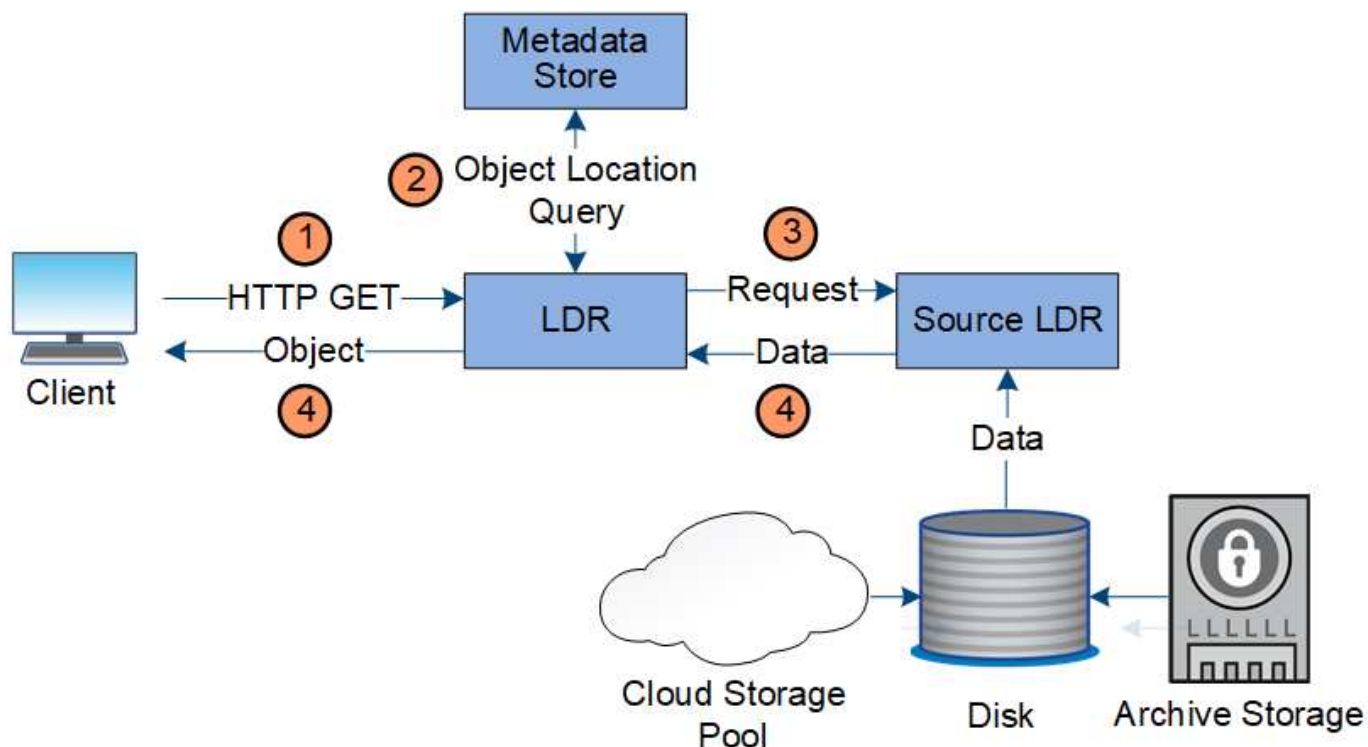 Metadata
Store
2
Object Location
Query
1
3
HTTP GET
Request
LDR
Source LDR
Object
Data
Client
4
4
Data
LLLLLL
Cloud Storage
Pool
Disk
Archive Storage